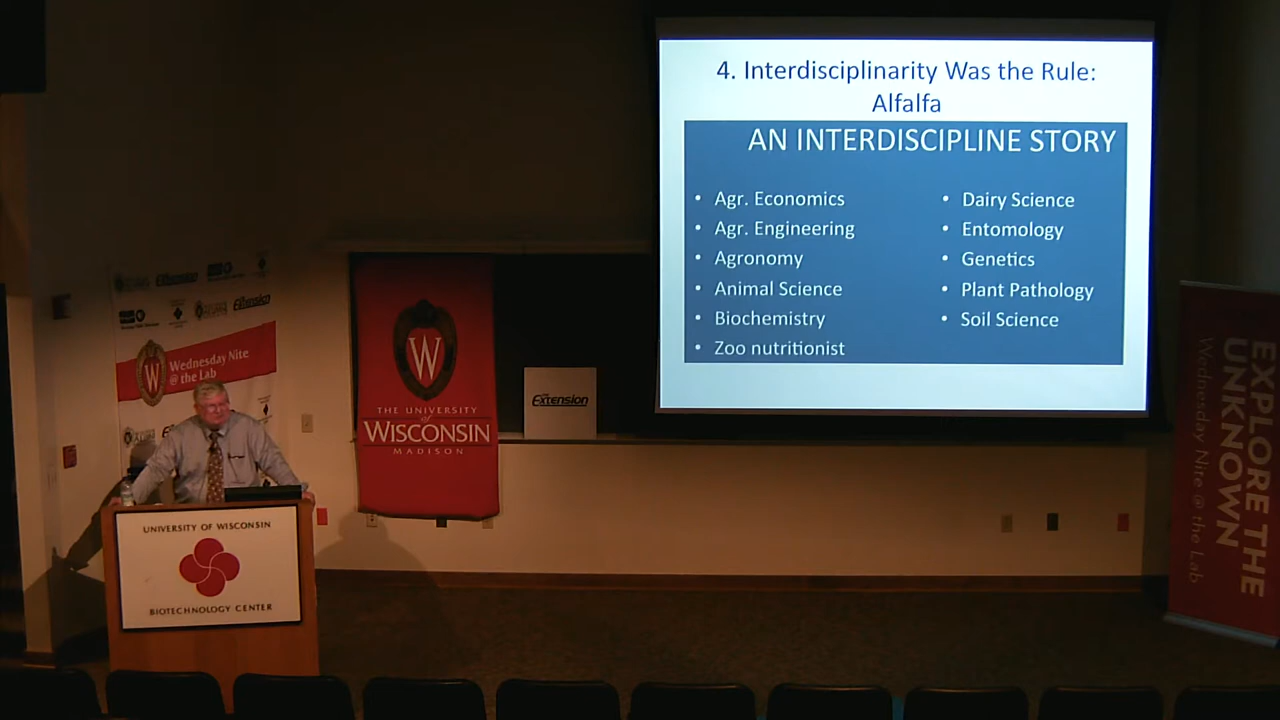 4. Interdisciplinarity Was the Rule:
Alfalfa
AN INTERDISCIPLINE STORY
• Agr. Economics
• Agr. Engineering
• Agronomy
• Animal Science
• Biochemistry
• Zoo nutritionist
• Dairy Science
• Entomology
• Genetics
• Plant Pathology
• Soil Science
Wednesday Nite
@ the Lab
W
THE UNIVERSITY
of
WISCONSIN
MADISON
Extension
UNIVERSITY OF WISCONSIN
BIOTECHNOLOGY CENTER
EXPLORE THE
UNKNOWN
Wednesday Nite @ the Lab